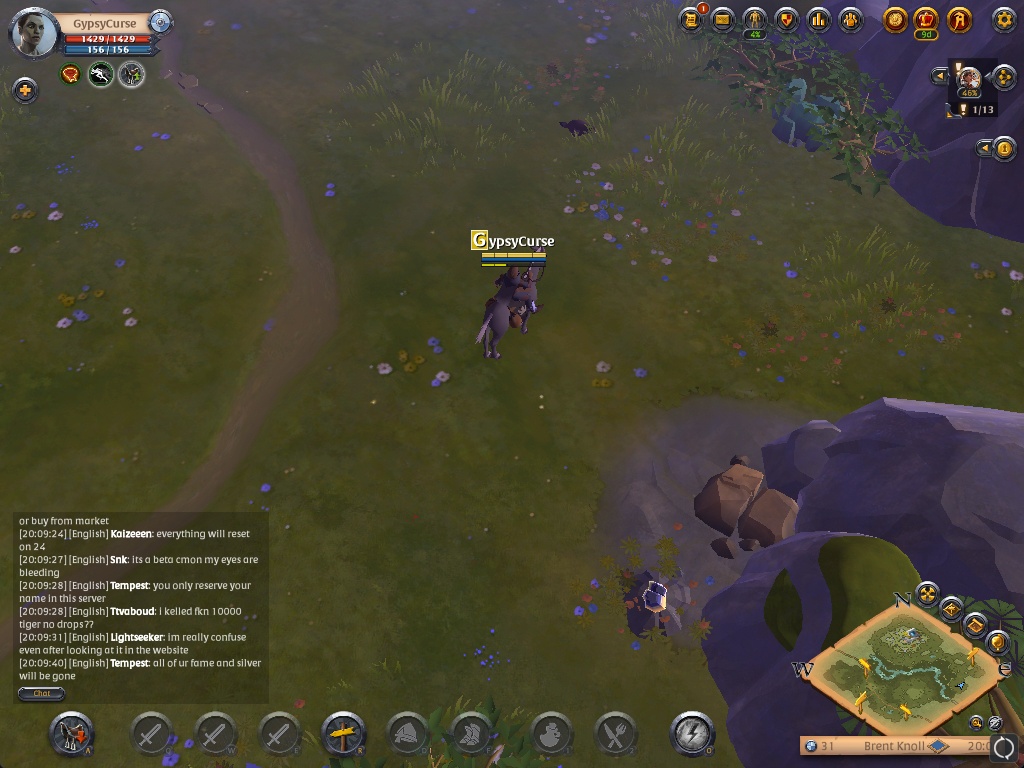 GypsyCurse
1429 / 1429
156 / 156
1
4%
9d
46%
1/13
GypsyCurse
or buy from market
[20:09:24] [English] Kaizeeen: everything will reset
on 24
[20:09:27] [English] Snk: its a beta cmon my eyes are
bleeding
[20:09:28] [English] Tempest: you only reserve your
name in this server
[20:09:28] [English] Ttvaboud: i kelled fkn 10000
tiger no drops??
[20:09:31] [English] Lightseeker: im really confuse
even after looking at it in the website
[20:09:40] [English] Tempest: all of ur fame and silver
will be gone
Chat
N
W
E
A
Q
W
E
R
D
F
2
O
31
Brent Knoll
20:0